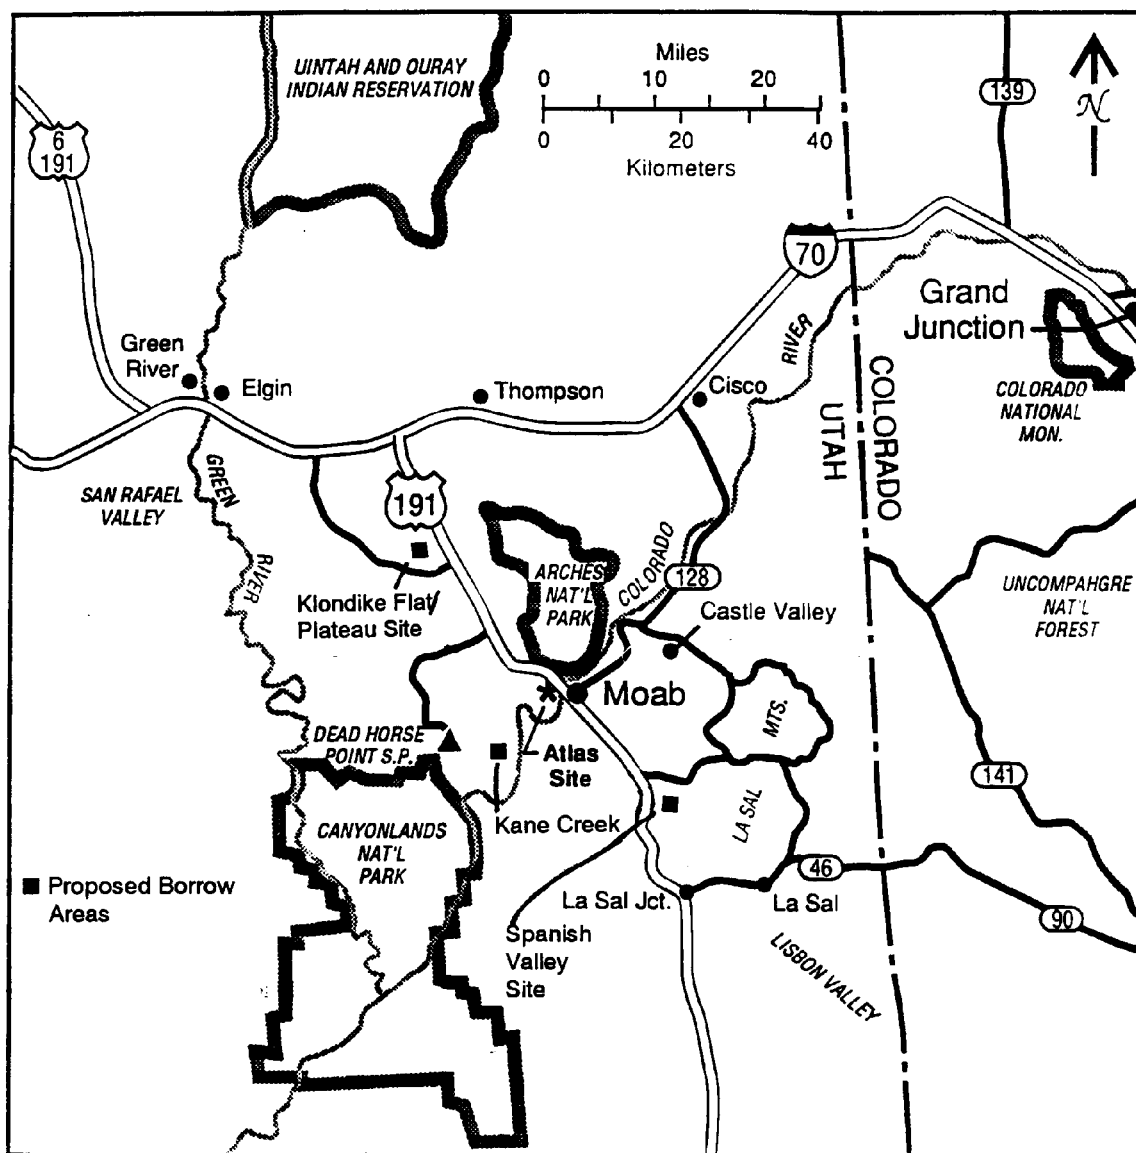 UINTAH AND OURAY
INDIAN RESERVATION
Miles
0 10 20
0 20 40
Kilometers
139
N
6
191
70
Grand
Junction
Green
River
Elgin
Thompson
Cisco
RIVER
COLORADO
UTAH
COLORADO
NATIONAL
MON.
SAN RAFAEL
VALLEY
GREEN
RIVER
191
ARCHES
NAT'L
PARK
COLORADO
128
UNCOMPAHGRE
NAT'L
FOREST
Klondike Flat/
Plateau Site
Castle Valley
Moab
MTS.
DEAD HORSE
POINT S.P.
Atlas
Site
141
LA SAL
Kane Creek
CANYONLANDS
NAT'L
PARK
46
Proposed Borrow
Areas
La Sal Jct.
La Sal
90
Spanish
Valley
Site
LISBON VALLEY